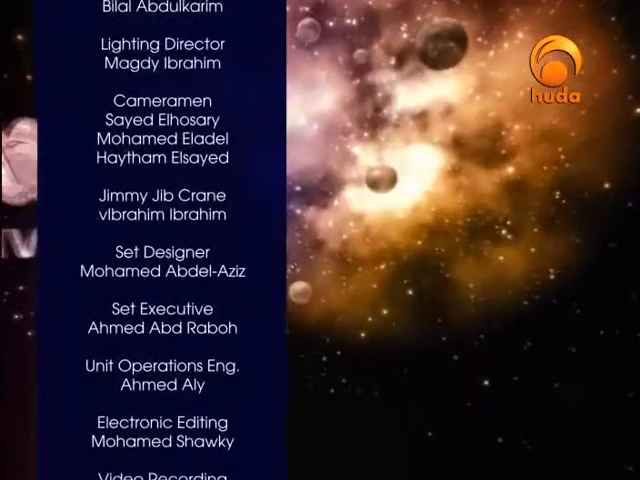 Bilal Abdulkarim
Lighting Director
Magdy Ibrahim
Cameramen
Sayed Elhosary
Mohamed Eladel
Haytham Elsayed
Jimmy Jib Crane
vIbrahim Ibrahim
Set Designer
Mohamed Abdel-Aziz
Set Executive
Ahmed Abd Raboh
Unit Operations Eng.
Ahmed Aly
Electronic Editing
Mohamed Shawky
Video Recording
huda